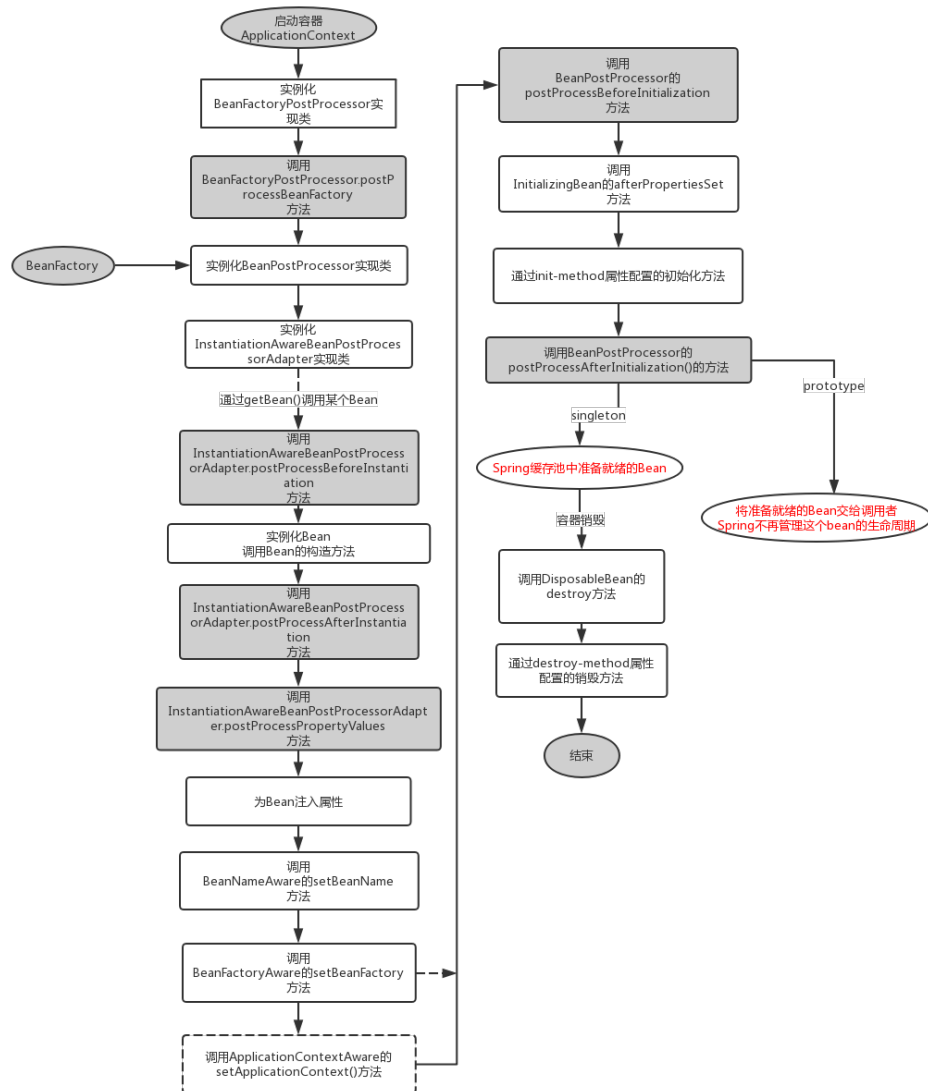 启动容器
ApplicationContext
实例化
BeanFactoryPostProcessor实
现类
调用
BeanFactoryPostProcessor.postP
rocessBeanFactory
方法
BeanFactory
实例化BeanPostProcessor实现类
实例化
InstantiationAwareBeanPostProces
sorAdapter实现类
通过getBean()调用某个Bean
调用
InstantiationAwareBeanPostProcess
orAdapter.postProcessBeforeInstanti
ation
方法
实例化Bean
调用Bean的构造方法
调用
InstantiationAwareBeanPostProcess
orAdapter.postProcessAfterInstantia
tion
方法
调用
InstantiationAwareBeanPostProcessorAdapt
er.postProcessPropertyValues
方法
为Bean注入属性
调用
BeanNameAware的setBeanName
方法
调用
BeanFactoryAware的setBeanFactory
方法
调用ApplicationContextAware的
setApplicationContext()方法
调用
BeanPostProcessor的
postProcessBeforeInitialization
方法
调用
InitializingBean的afterPropertiesSet
方法
通过init-method属性配置的初始化方法
调用BeanPostProcessor的
postProcessAfterInitialization()的方法
prototype
singleton
Spring缓存池中准备就绪的Bean
将准备就绪的Bean交给调用者
Spring不再管理这个bean的生命周期
容器销毁
调用DisposableBean的
destroy方法
通过destroy-method属性
配置的销毁方法
结束